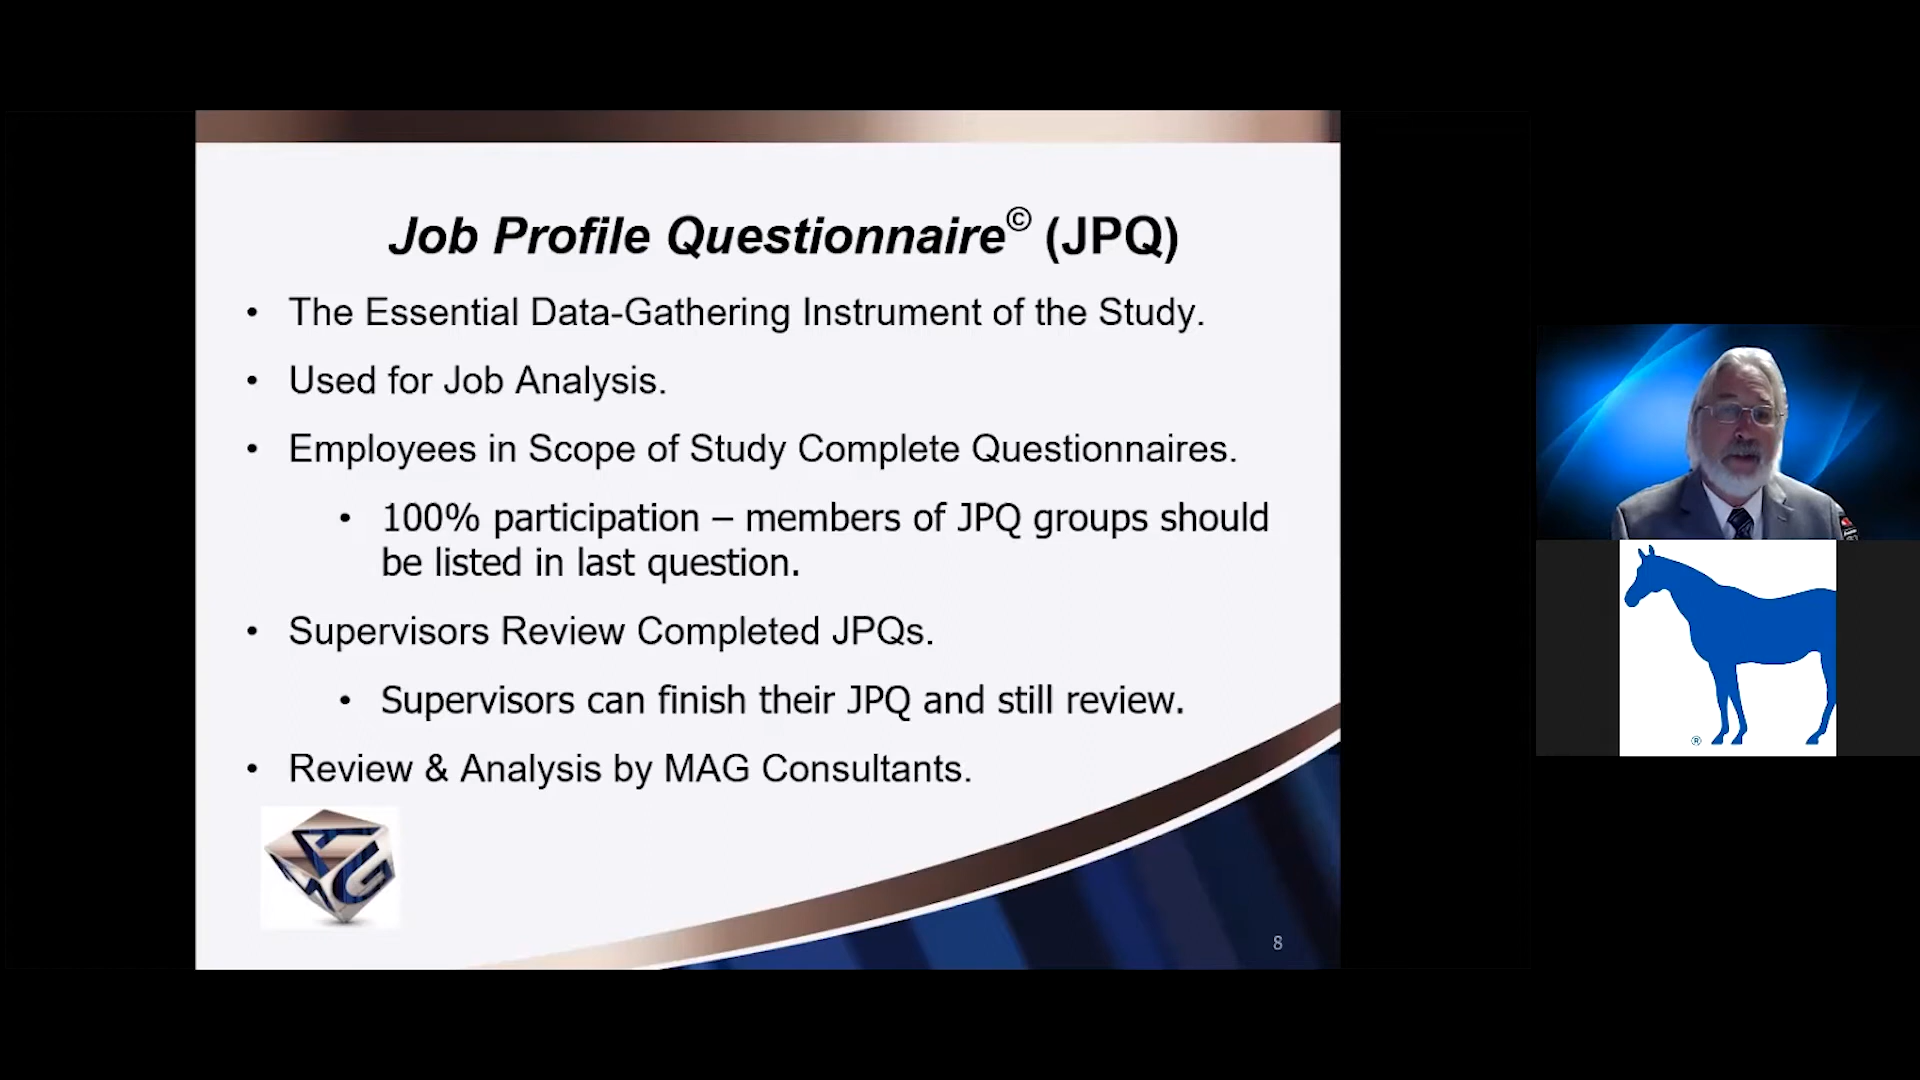 Job Profile Questionnaire© (JPQ)
• The Essential Data-Gathering Instrument of the Study.
• Used for Job Analysis.
• Employees in Scope of Study Complete Questionnaires.
• 100% participation – members of JPQ groups should
be listed in last question.
• Supervisors Review Completed JPQs.
• Supervisors can finish their JPQ and still review.
• Review & Analysis by MAG Consultants.
MAG
8
®